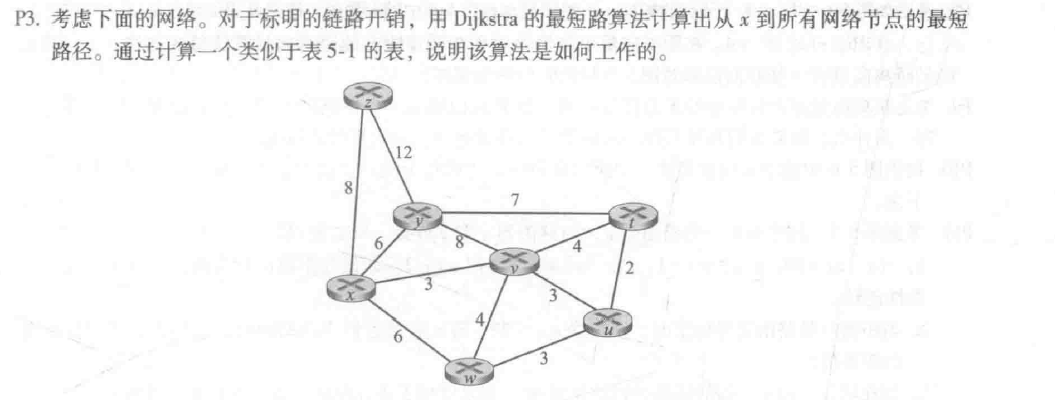 P3. 考虑下面的网络。对于标明的链路开销，用 Dijkstra 的最短路算法计算出从 x 到所有网络节点的最短
路径。通过计算一个类似于表 5-1 的表，说明该算法是如何工作的。
z
12
8
7
y
t
6
8
4
v
3
2
x
3
u
4
6
3
w